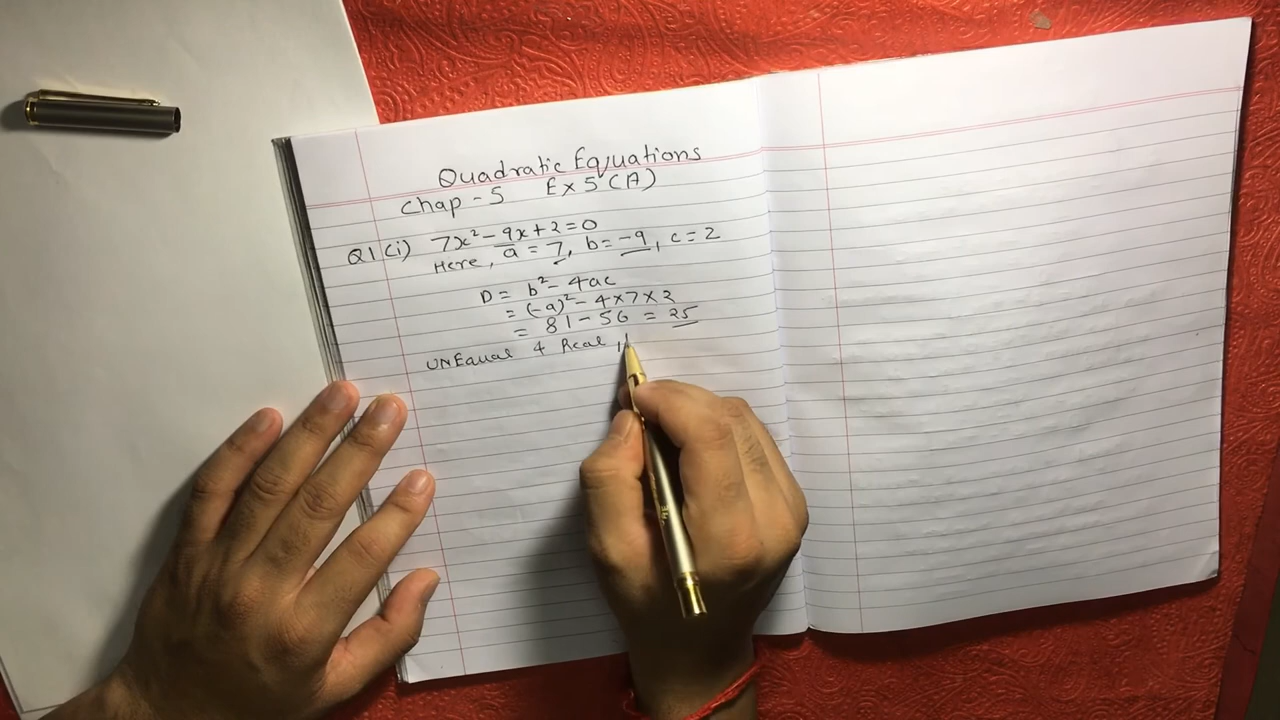 Quadratic Equations
Chap - 5 Ex 5 (A)
Q1 (i) 7x² - 9x + 2 = 0
Here, a = 7, b = -9, c = 2
D = b² - 4ac
= (-9)² - 4×7×2
= 81 - 56 = 25
UNEqual & Real ,